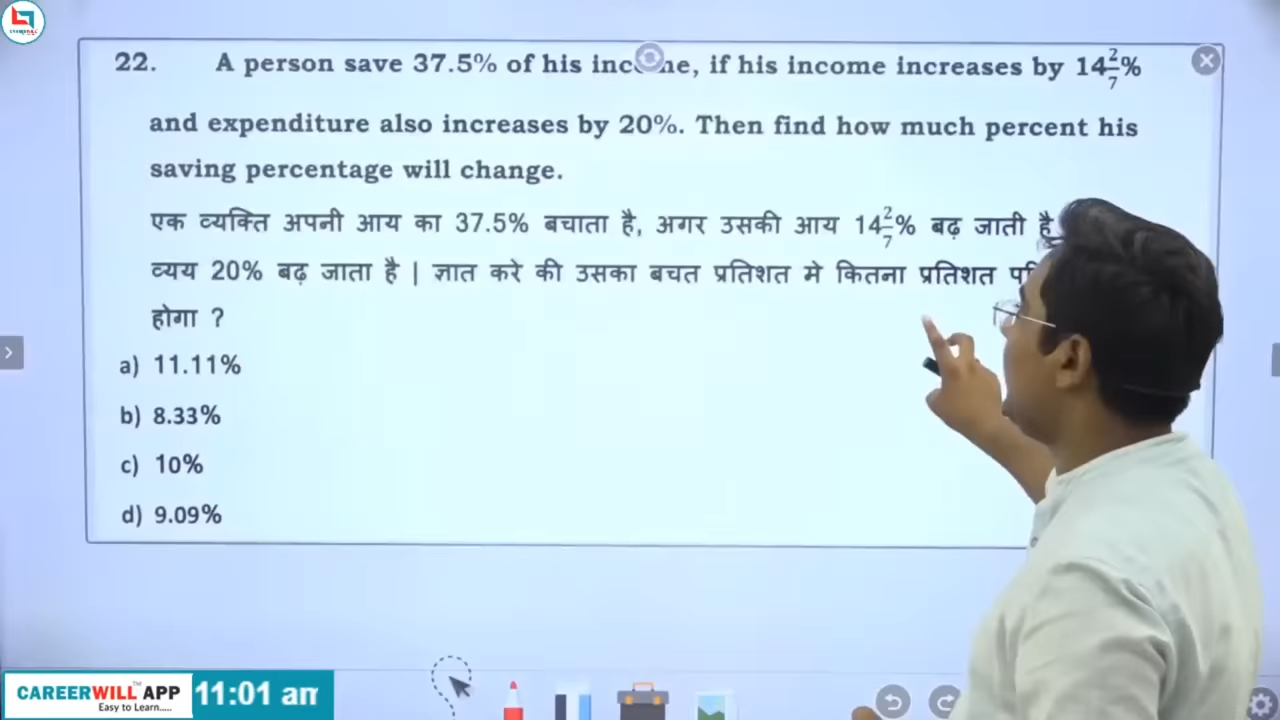 22. A person save 37.5% of his income, if his income increases by 14 2/7%
and expenditure also increases by 20%. Then find how much percent his
saving percentage will change.
एक व्यक्ति अपनी आय का 37.5% बचाता है, अगर उसकी आय 14 2/7% बढ़ जाती है
व्यय 20% बढ़ जाता है | ज्ञात करे की उसका बचत प्रतिशत मे कितना प्रतिशत
होगा ?
a) 11.11%
b) 8.33%
c) 10%
d) 9.09%
CAREERWILL APP
Easy to Learn.....
11:01 am